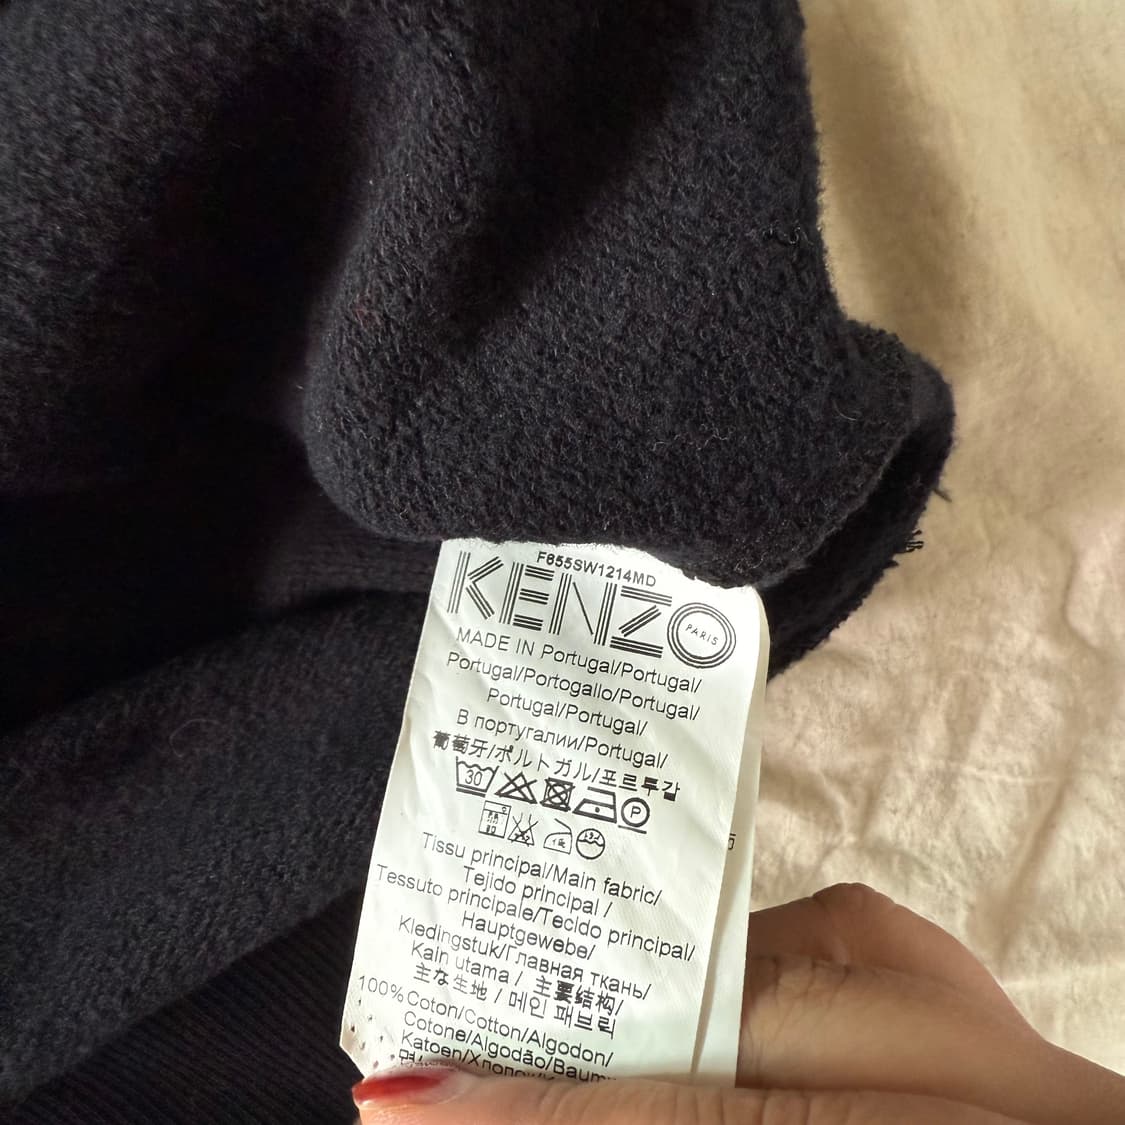 F655SW1214MD
KENZO
PARIS
MADE IN Portugal/Portugal/
Portugal/Portogallo/Portugal/
Portugal/Portugal/
В португалии/Portugal/
葡萄牙/ポルトガル/포르투갈
30
P
Tissu principal/Main fabric/
Tejido principal /
Tessuto principale/Tecido principal/
Hauptgewebe/
Kledingstuk/Главная ткань/
Kain utama / 主要结构/
主な生地 / 메인 패브릭
100% Coton/Cotton/Algodon/
Cotone/Algodão/Baum
Katoen/Хлопок/